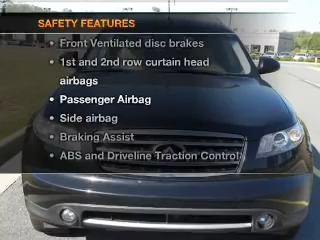 SAFETY FEATURES
• Front Ventilated disc brakes
• 1st and 2nd row curtain head
airbags
• Passenger Airbag
• Side airbag
• Braking Assist
• ABS and Driveline Traction Control